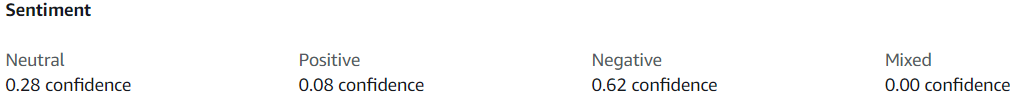 Sentiment
Neutral Positive Negative Mixed
0.28 confidence 0.08 confidence 0.62 confidence 0.00 confidence